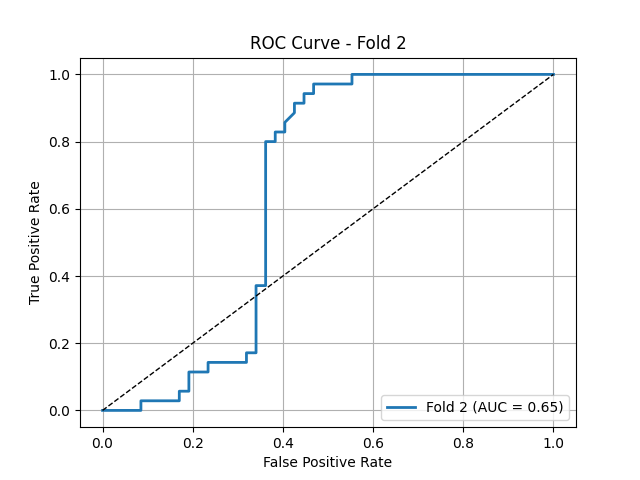 ROC Curve - Fold 2
True Positive Rate
1.0
0.8
0.6
0.4
0.2
0.0
Fold 2 (AUC = 0.65)
0.0 0.2 0.4 0.6 0.8 1.0
False Positive Rate